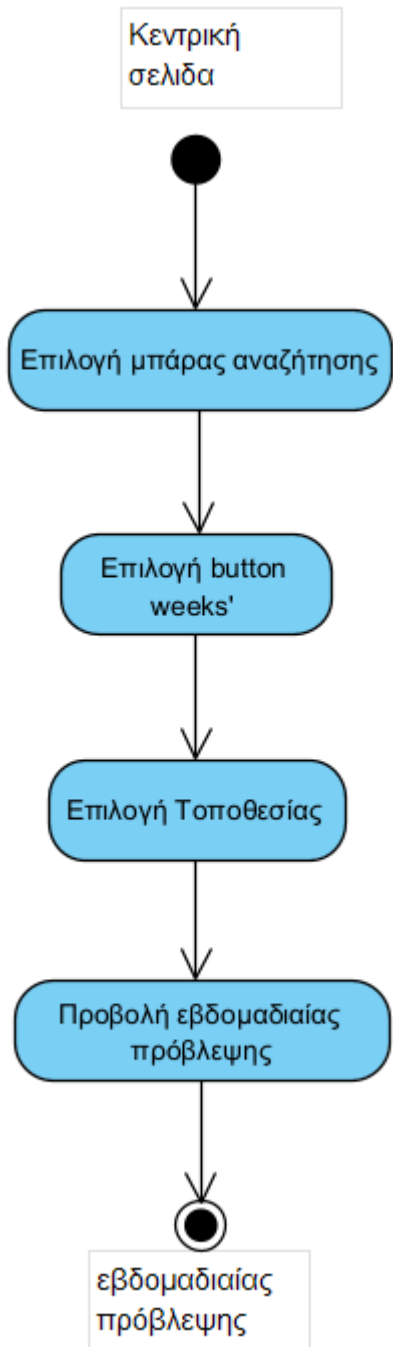 Κεντρική
σελιδα
Επιλογή μπάρας αναζήτησης
Επιλογή button
weeks'
Επιλογή Τοποθεσίας
Προβολή εβδομαδιαίας
πρόβλεψης
εβδομαδιαίας
πρόβλεψης